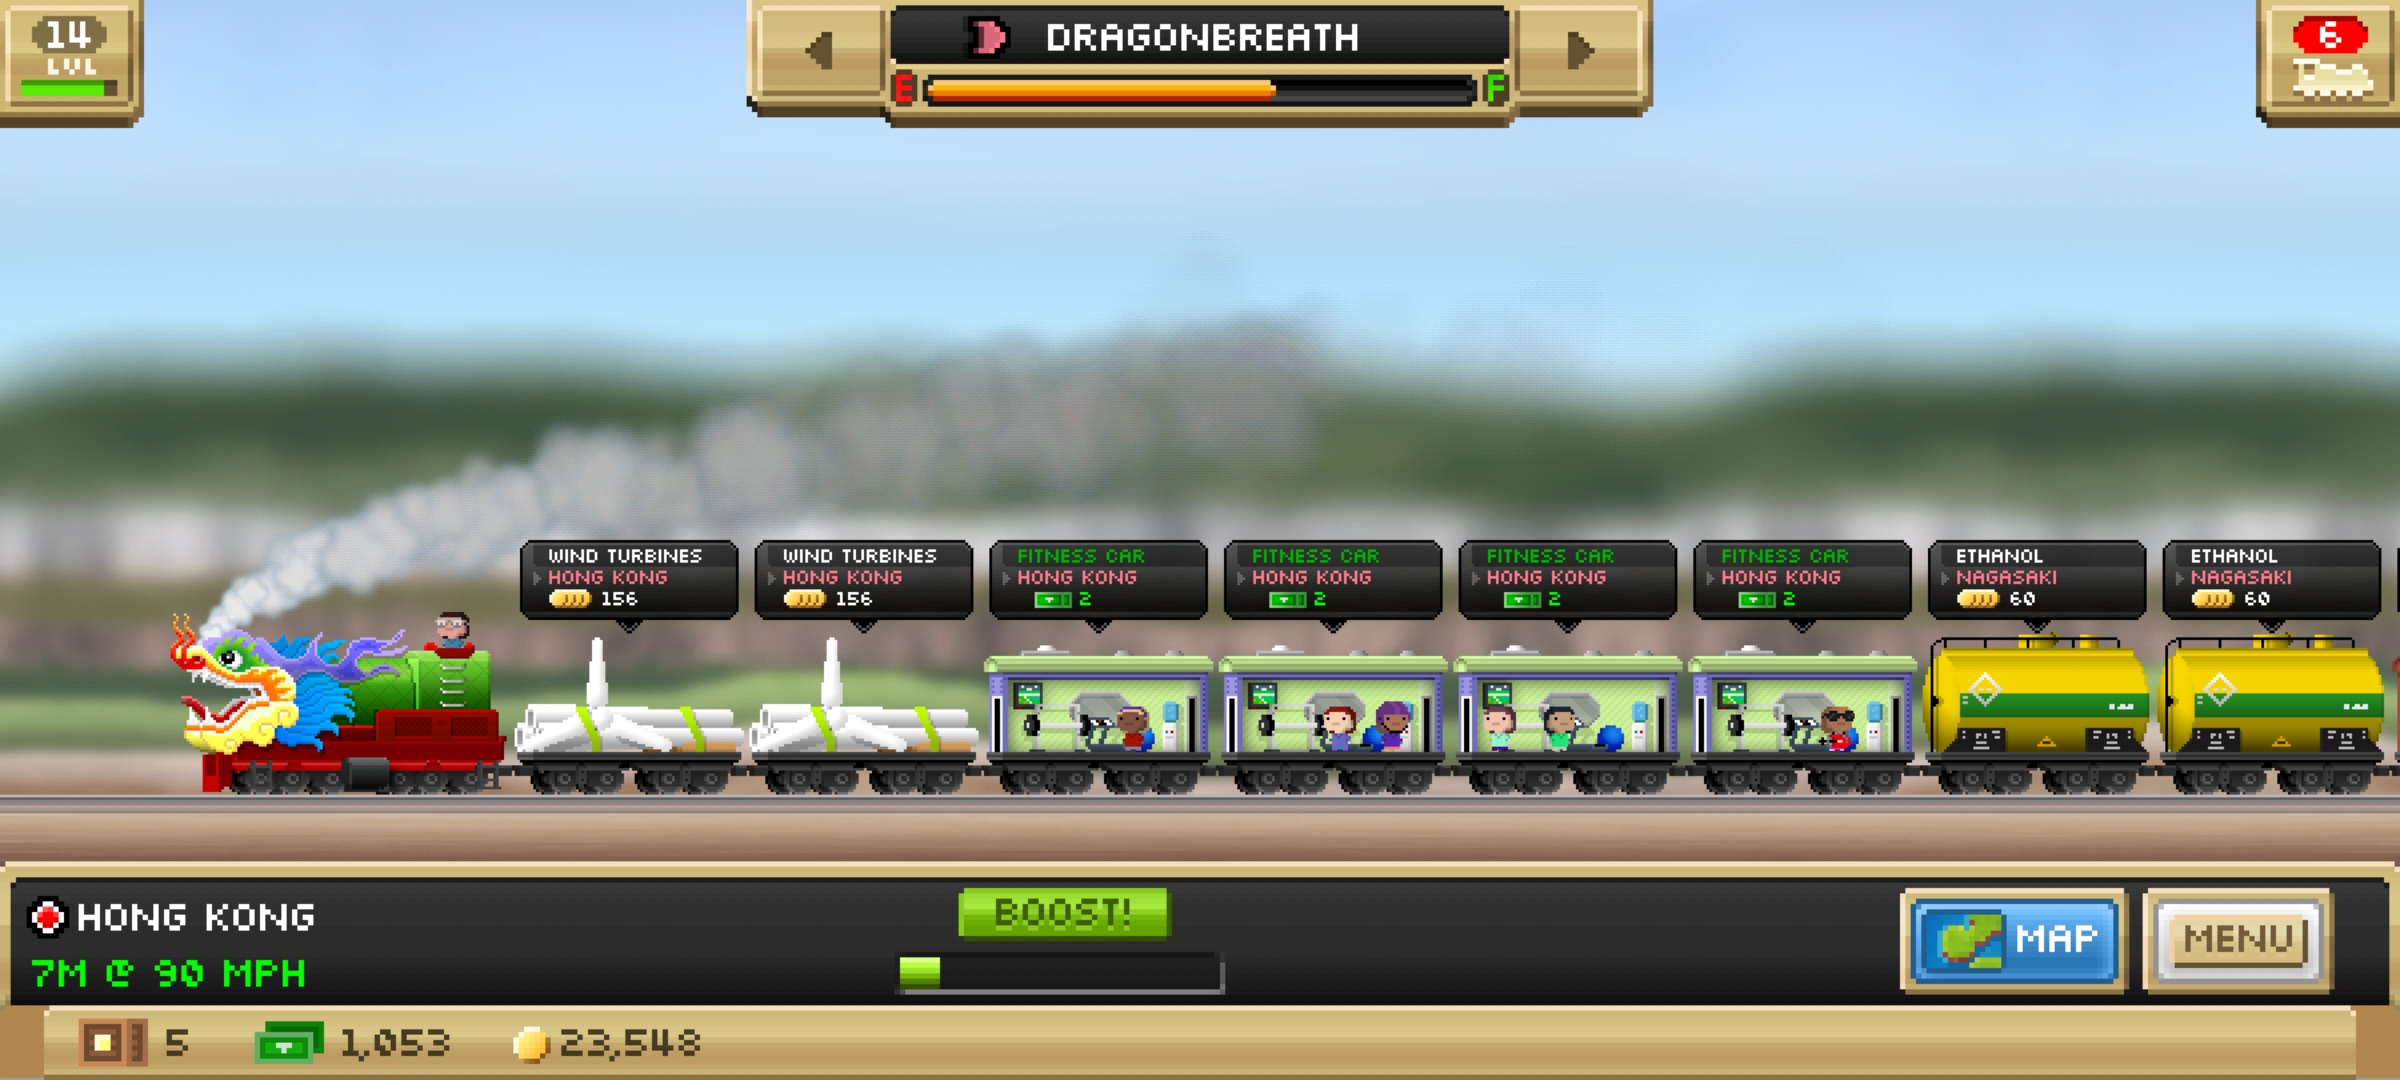 14
LVL
DRAGONBREATH
E
F
6
WIND TURBINES
HONG KONG
156
WIND TURBINES
HONG KONG
156
FITNESS CAR
HONG KONG
2
FITNESS CAR
HONG KONG
2
FITNESS CAR
HONG KONG
2
FITNESS CAR
HONG KONG
2
ETHANOL
NAGASAKI
60
ETHANOL
NAGASAKI
60
HONG KONG
7M @ 90 MPH
BOOST!
MAP
MENU
5
1,053
23,548